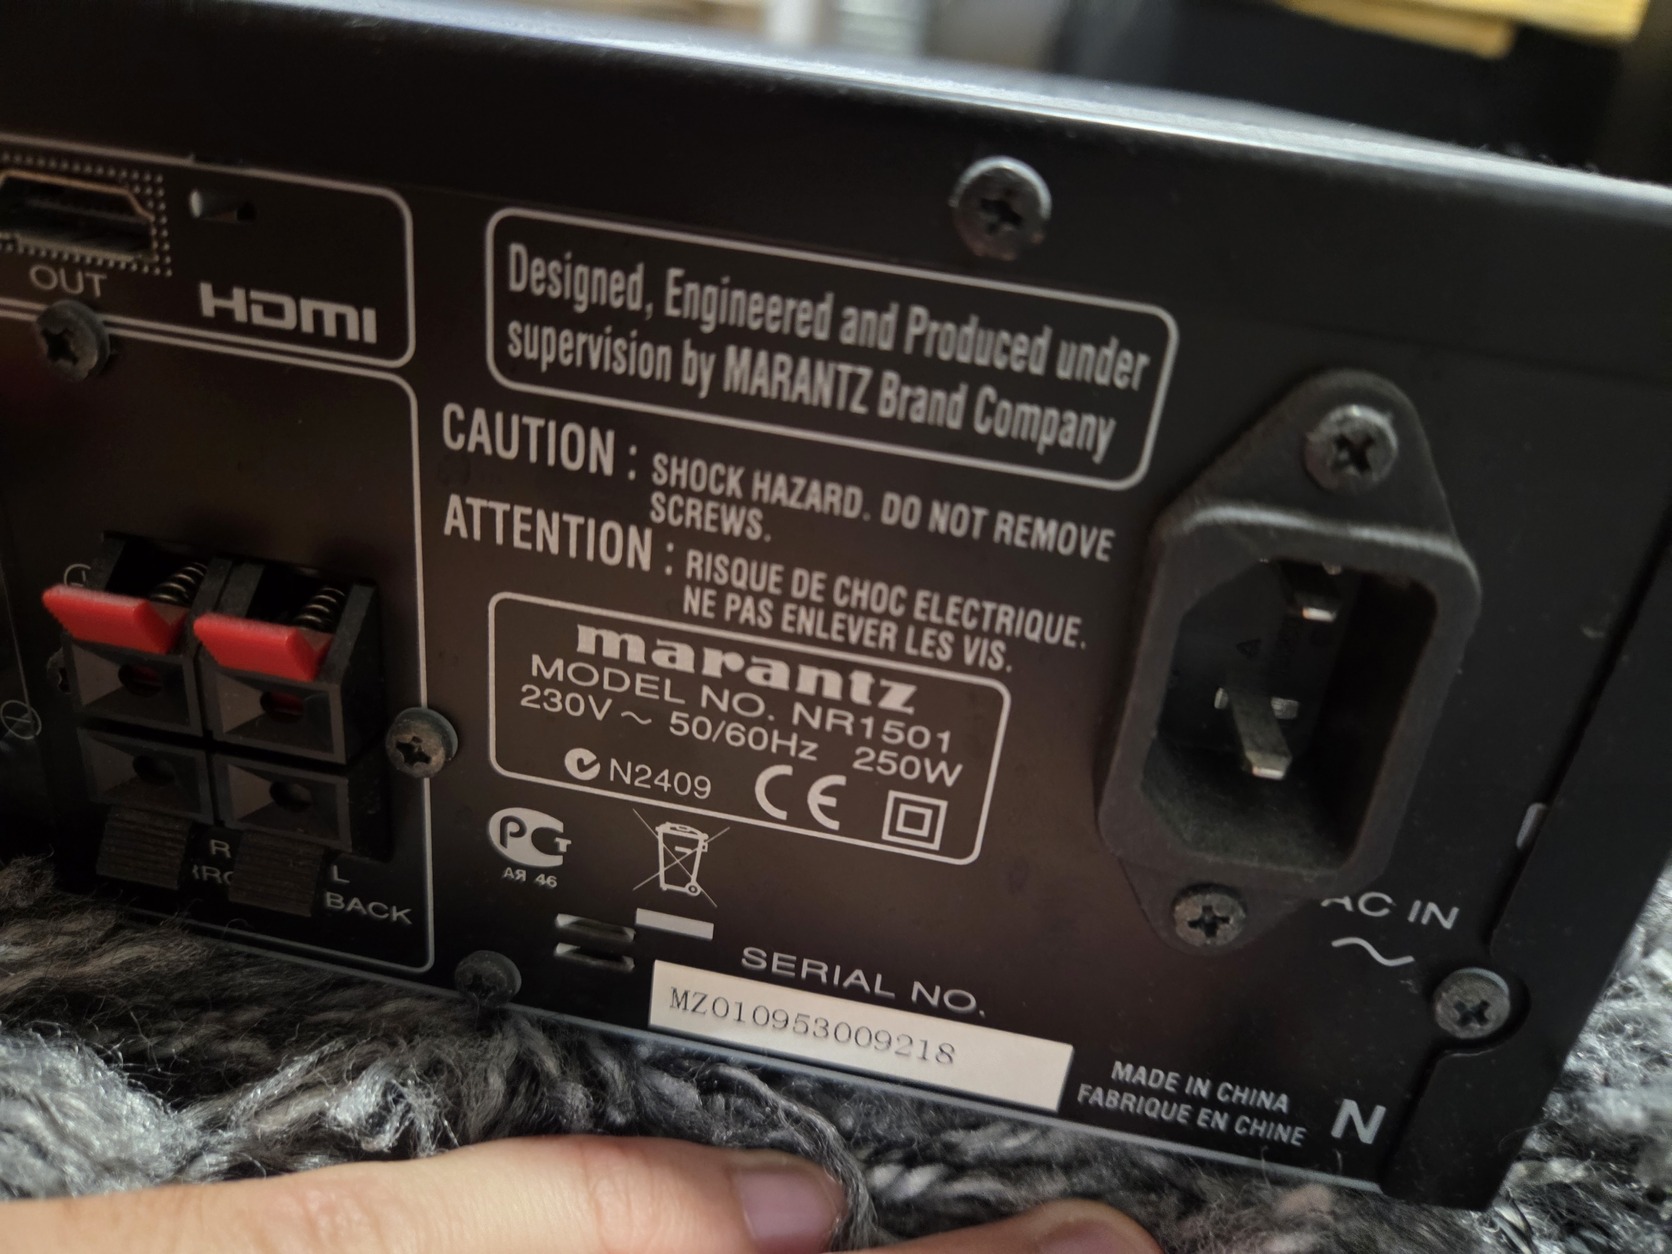 OUT
HDMI
Designed, Engineered and Produced under
supervision by MARANTZ Brand Company
CAUTION : SHOCK HAZARD. DO NOT REMOVE
SCREWS.
ATTENTION : RISQUE DE CHOC ELECTRIQUE.
NE PAS ENLEVER LES VIS.
marantz
MODEL NO. NR1501
230V ~ 50/60Hz 250W
N2409 CE
PCT
АЯ 46
R L
BACK
AC IN
~
SERIAL NO.
MZ010953009218
MADE IN CHINA
FABRIQUE EN CHINE
N